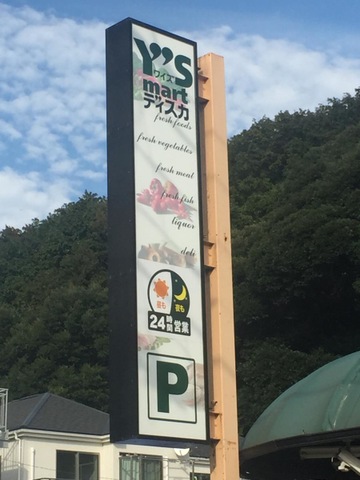 Y's
ワイズ
mart
ディスカ
fresh foods
fresh vegetables
fresh meat
fresh fish
liquor
deli
昼も 夜も
24時間営業
P